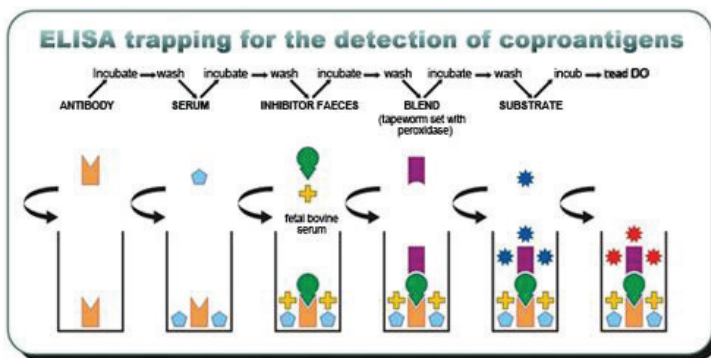 ELISA trapping for the detection of coproantigens
Incubate wash incubate wash incubate wash incubate wash incub read DO
ANTIBODY SERUM INHIBITOR FAECES BLEND SUBSTRATE
(tapeworm set with
peroxidase)
fetal bovine
serum